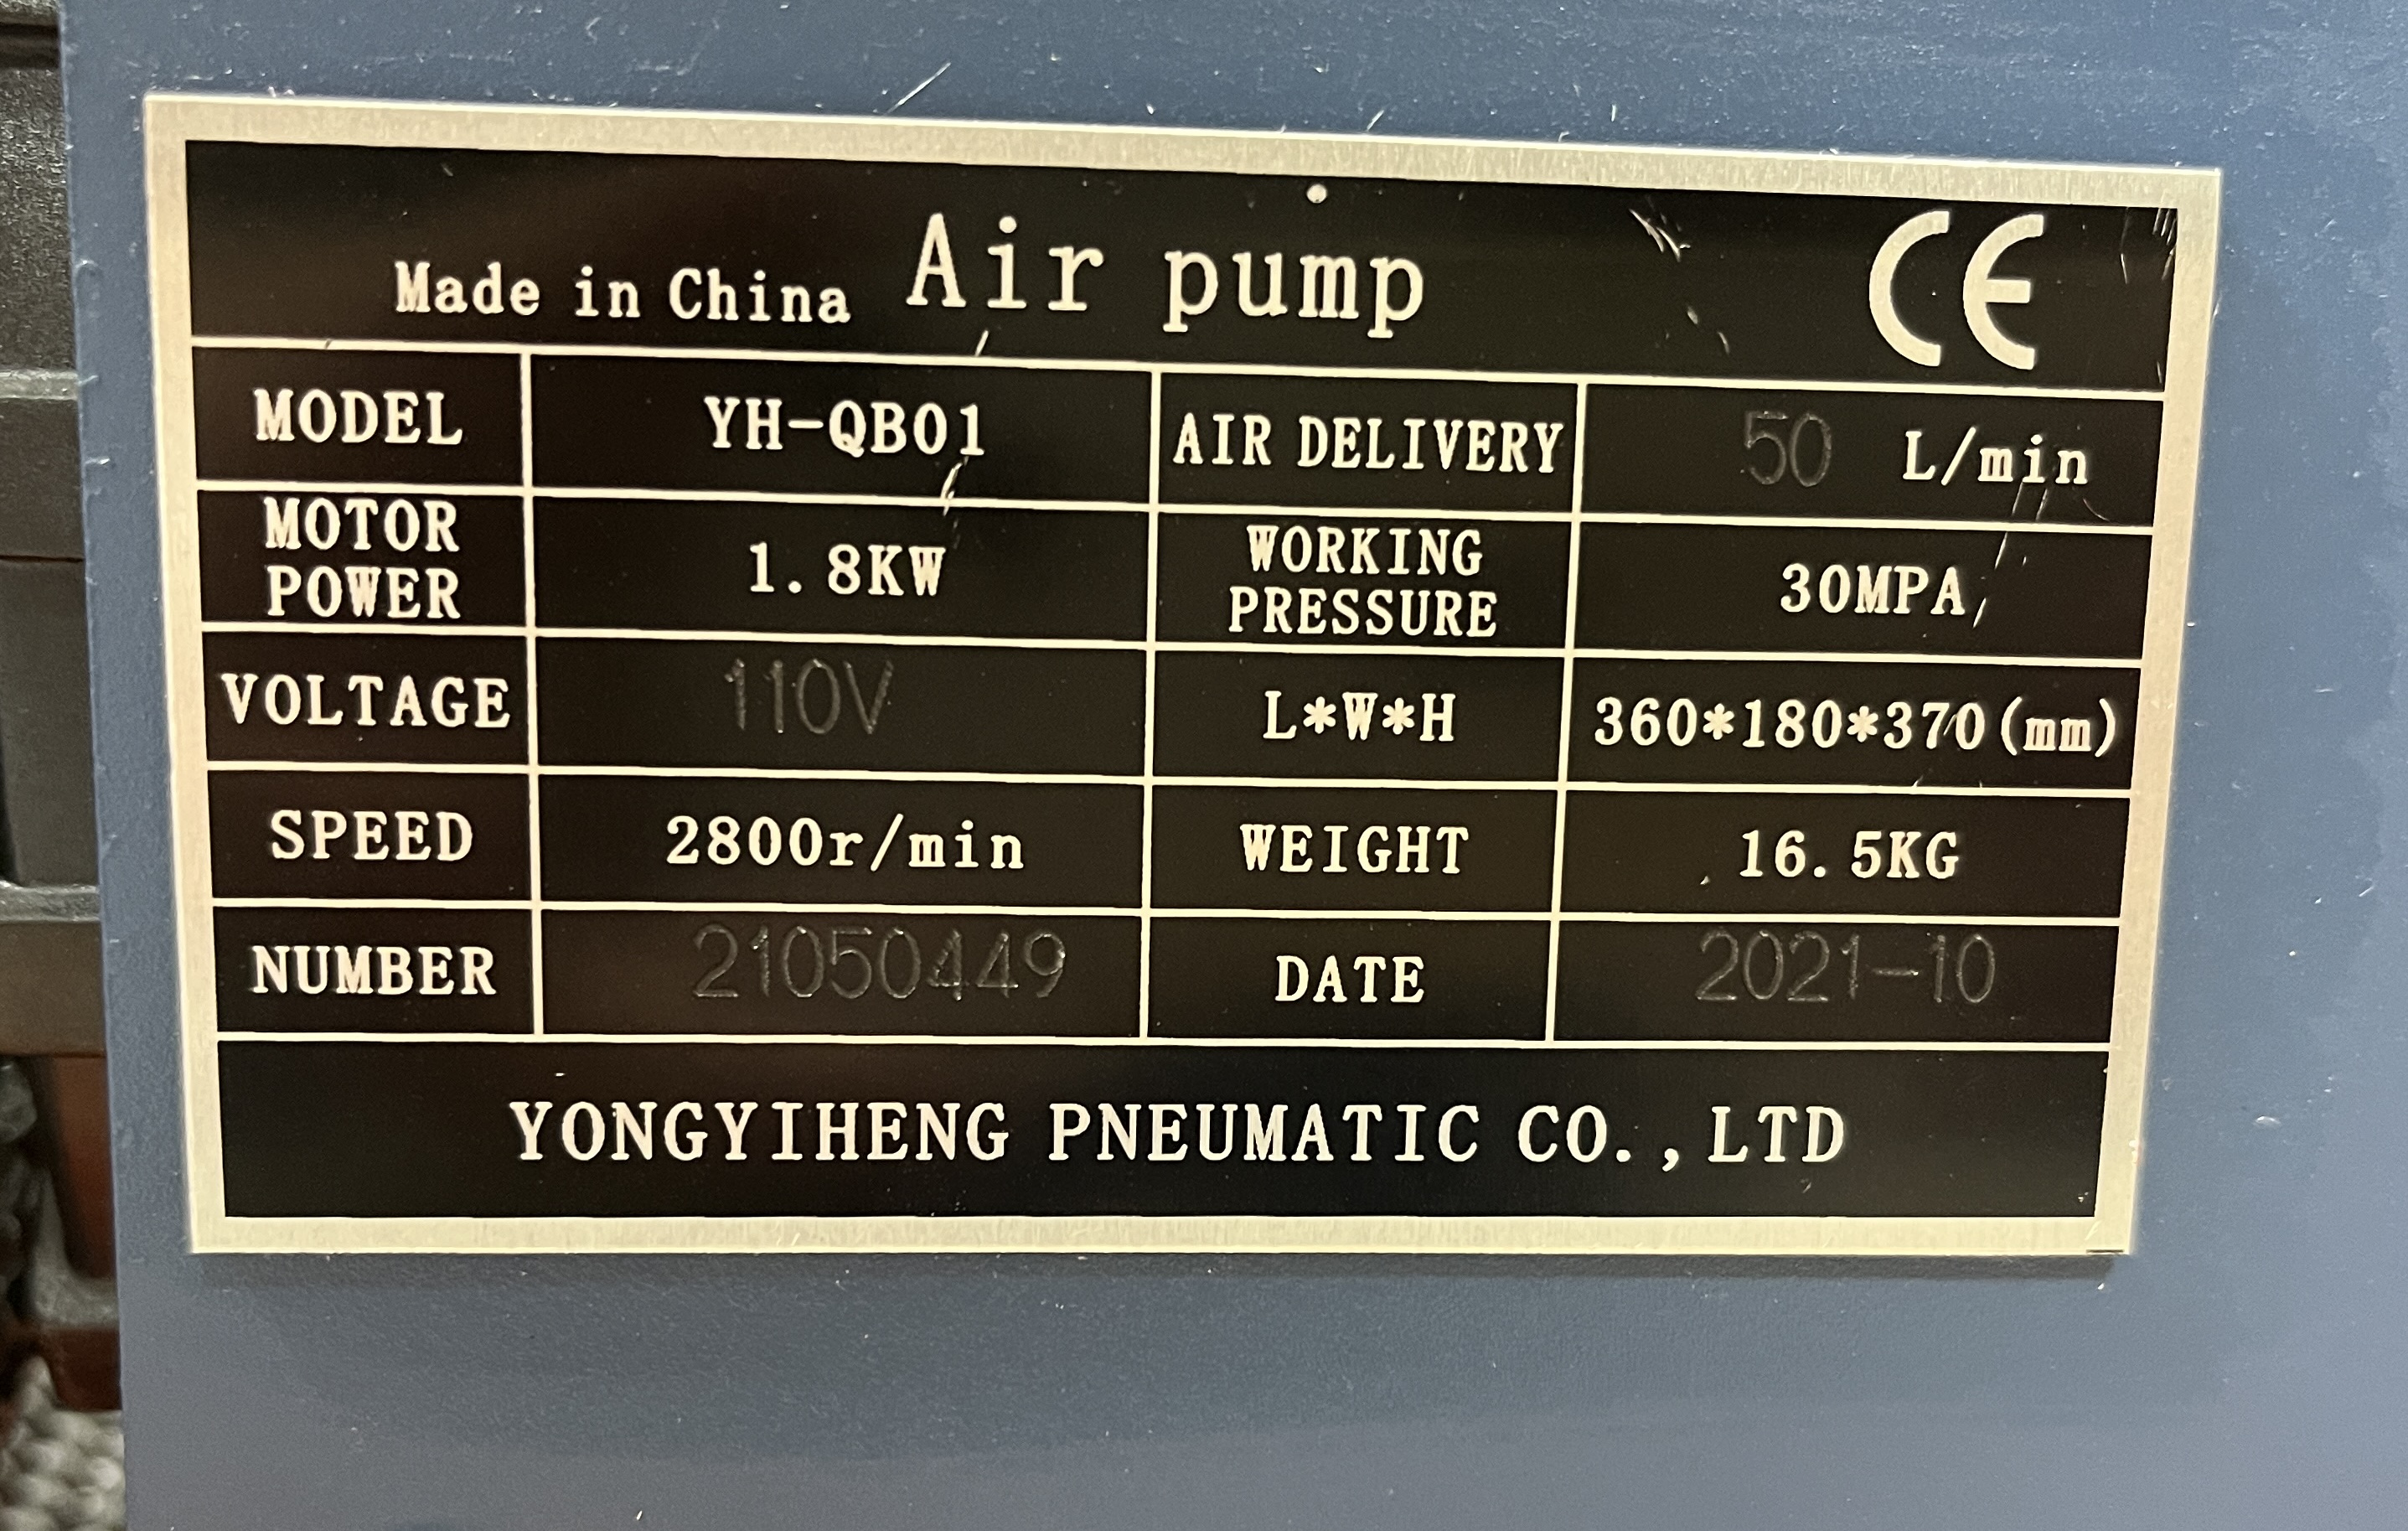 Made in China Air pump CE
MODEL YH-QB01 AIR DELIVERY 50 L/min
MOTOR POWER 1.8KW WORKING PRESSURE 30MPA
VOLTAGE 110V L*W*H 360*180*370(mm)
SPEED 2800r/min WEIGHT 16.5KG
NUMBER 21050449 DATE 2021-10
YONGYIHENG PNEUMATIC CO.,LTD